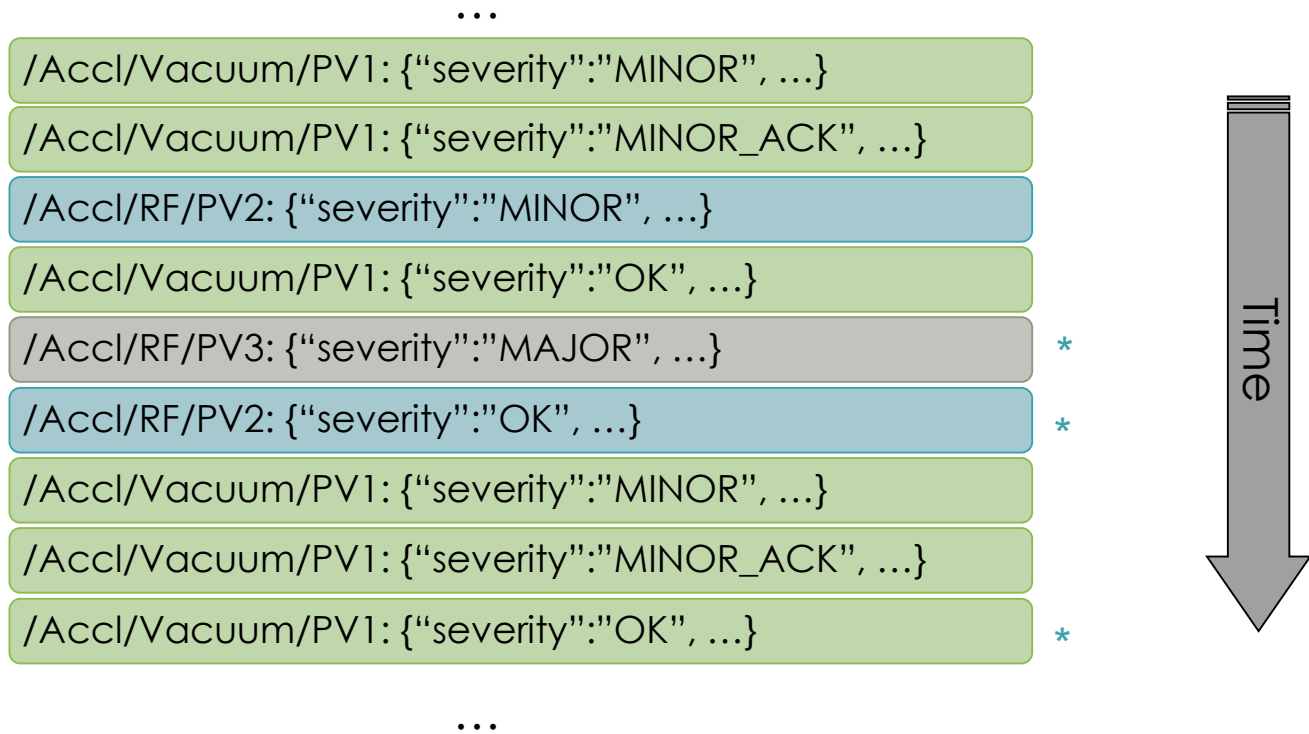 …
/Accl/Vacuum/PV1: {“severity”:”MINOR”, …}
/Accl/Vacuum/PV1: {“severity”:”MINOR_ACK”, …}
/Accl/RF/PV2: {“severity”:”MINOR”, …}
/Accl/Vacuum/PV1: {“severity”:”OK”, …}
/Accl/RF/PV3: {“severity”:”MAJOR”, …} *
/Accl/RF/PV2: {“severity”:”OK”, …} *
/Accl/Vacuum/PV1: {“severity”:”MINOR”, …}
/Accl/Vacuum/PV1: {“severity”:”MINOR_ACK”, …}
/Accl/Vacuum/PV1: {“severity”:”OK”, …} *
…
Time